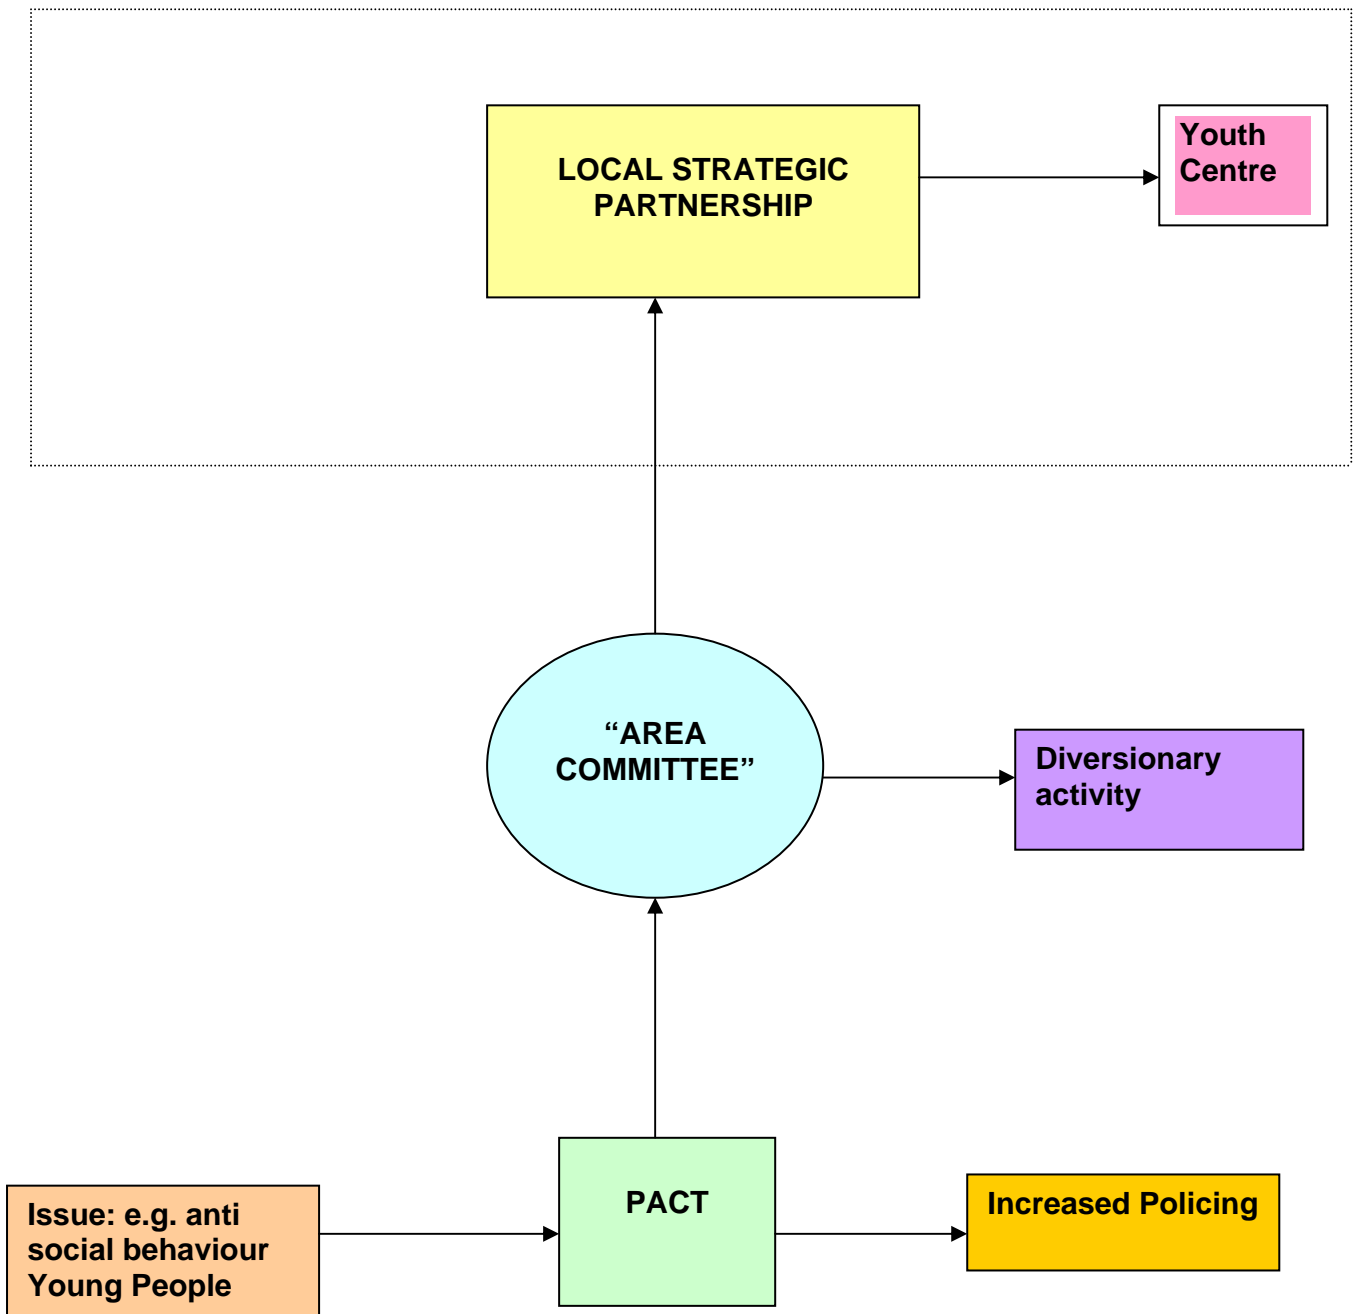 LOCAL STRATEGIC
PARTNERSHIP
Youth
Centre
“AREA
COMMITTEE”
Diversionary
activity
PACT
Increased Policing
Issue: e.g. anti
social behaviour
Young People